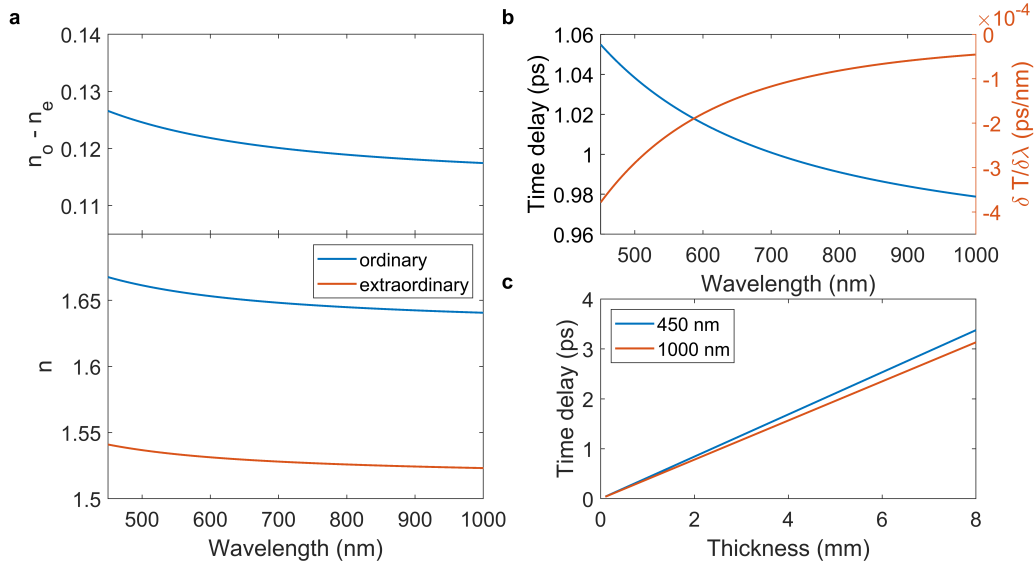 a
0.14
0.13
0.12
0.11
n_o - n_e
1.65
1.6
1.55
1.5
n
ordinary
extraordinary
500 600 700 800 900 1000
Wavelength (nm)
b
1.06
1.04
1.02
1
0.98
0.96
Time delay (ps)
×10^-4
0
-1
-2
-3
-4
δ T/δλ (ps/nm)
500 600 700 800 900 1000
Wavelength (nm)
c
4
3
2
1
0
Time delay (ps)
450 nm
1000 nm
0 2 4 6 8
Thickness (mm)